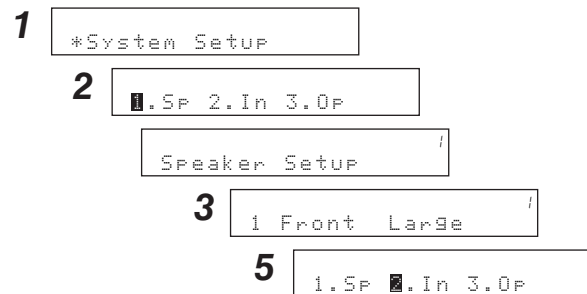 1
*System Setup
2
1.Sp 2.In 3.Op
1
Speaker Setup
3
1
1 Front Large
5
1.Sp 2.In 3.Op